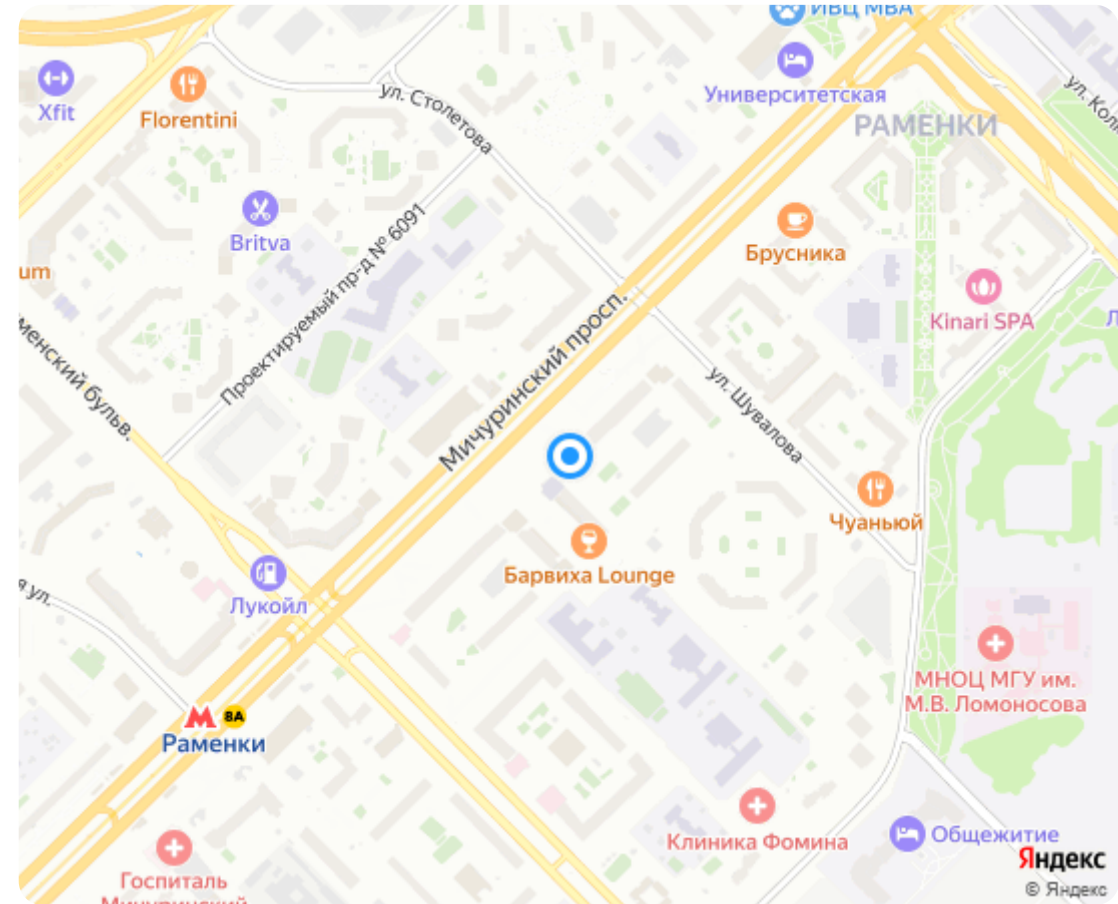 ИВЦ МВА
Университетская
Xfit
Florentini
ул. Столетова
РАМЕНКИ
Britva
Проектируемый пр-д № 6091
Брусника
um
Kinari SPA
менский бульв.
Мичуринский просп.
ул. Шувалова
Чуаньюй
Барвиха Lounge
Лукойл
я ул.
МНОЦ МГУ им.
М.В. Ломоносова
М 8А
Раменки
Клиника Фомина
Общежитие
Госпиталь
Мичуринский
Яндекс
© Яндекс